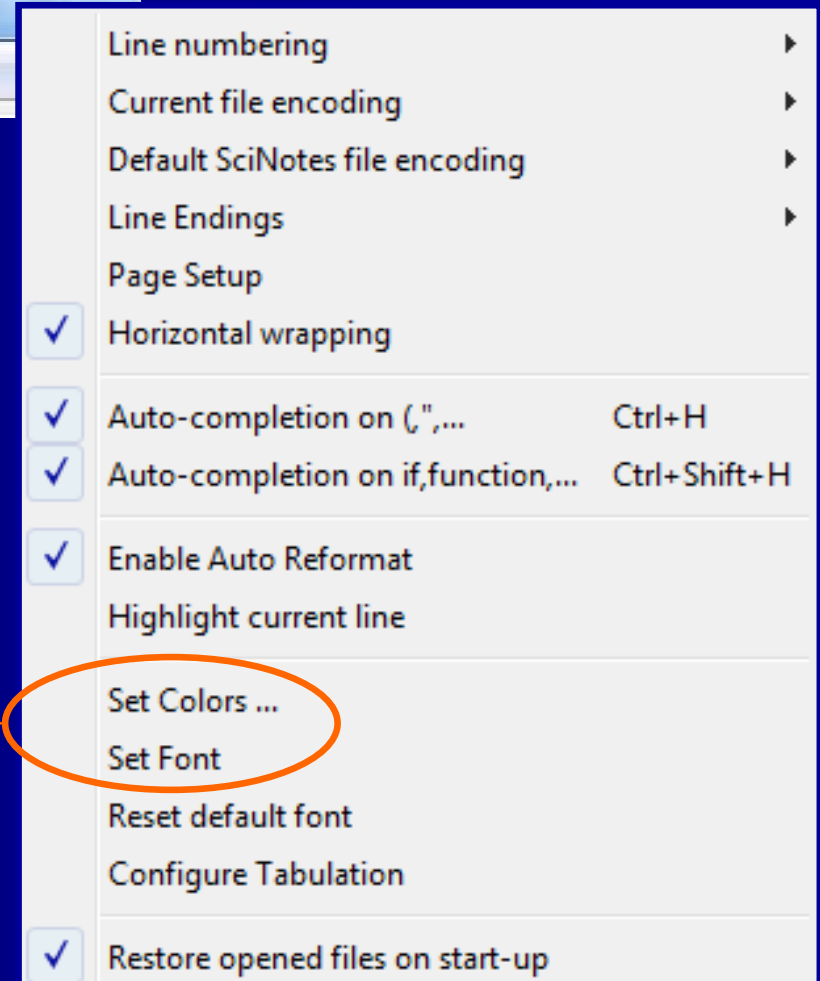 Line numbering
Current file encoding
Default SciNotes file encoding
Line Endings
Page Setup
Horizontal wrapping
Auto-completion on (,",... Ctrl+H
Auto-completion on if,function,... Ctrl+Shift+H
Enable Auto Reformat
Highlight current line
Set Colors ...
Set Font
Reset default font
Configure Tabulation
Restore opened files on start-up